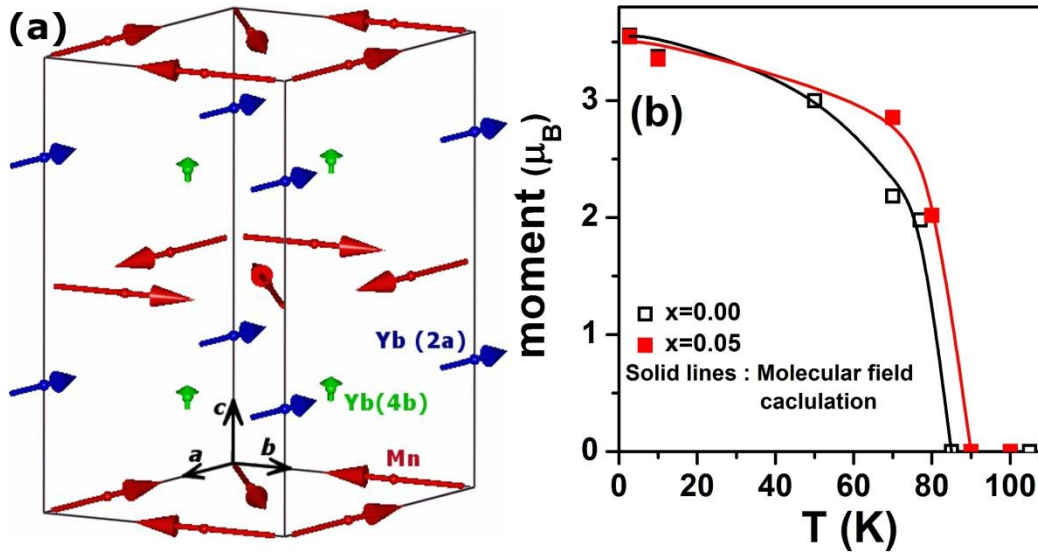 (a)
Yb (2a)
Yb(4b)
c
a
b
Mn
(b)
moment (μB)
3
2
1
0
x=0.00
x=0.05
Solid lines : Molecular field
caclulation
0 20 40 60 80 100
T (K)